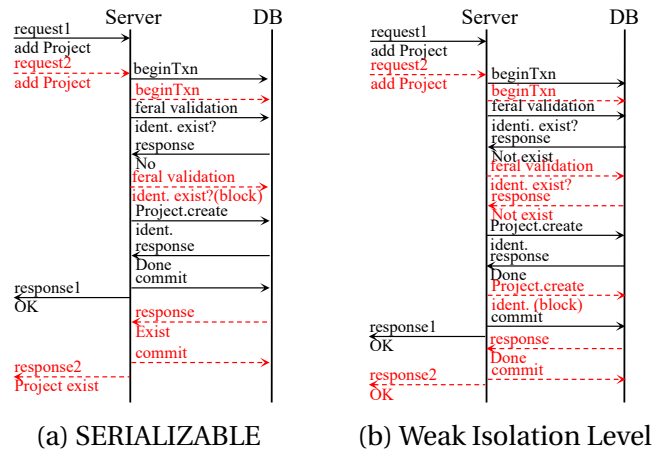 Server DB
request1
add Project
request2
add Project
beginTxn
beginTxn
feral validation
ident. exist?
response
No
feral validation
ident. exist?(block)
Project.create
ident.
response
Done
commit
response1
OK
response
Exist
commit
response2
Project exist
(a) SERIALIZABLE
Server DB
request1
add Project
request2
add Project
beginTxn
beginTxn
feral validation
identi. exist?
response
Not exist
feral validation
ident. exist?
response
Not exist
Project.create
ident.
response
Done
Project.create
ident. (block)
commit
response1
OK
response
Done
commit
response2
OK
(b) Weak Isolation Level